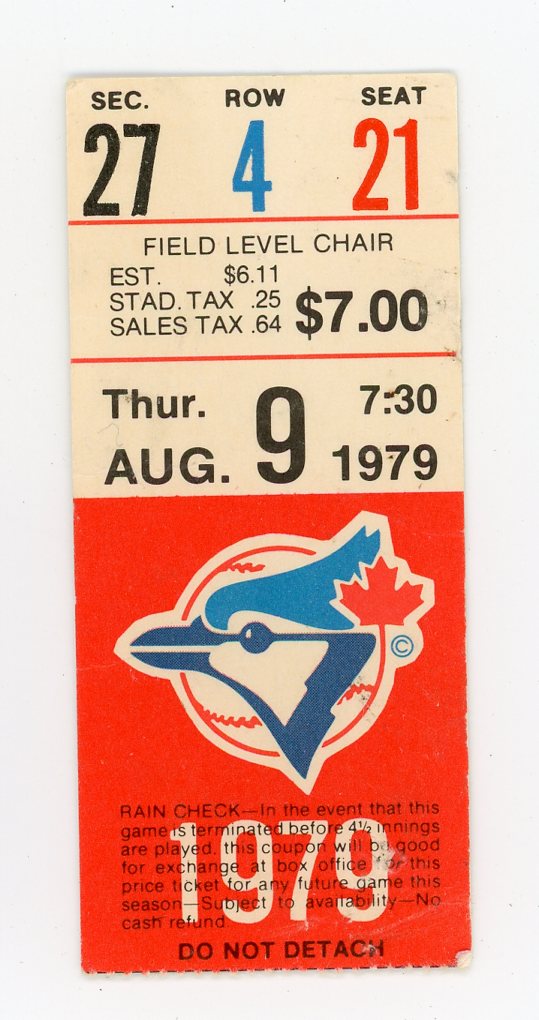 SEC. ROW SEAT
27 4 21
FIELD LEVEL CHAIR
EST. $6.11
STAD. TAX .25
SALES TAX .64 $7.00
Thur. 9 7:30
AUG. 1979
©
RAIN CHECK—In the event that this
game is terminated before 4½ innings
are played, this coupon will be good
for exchange at box office for this
price ticket for any future game this
season—Subject to availability—No
cash refund.
1979
DO NOT DETACH